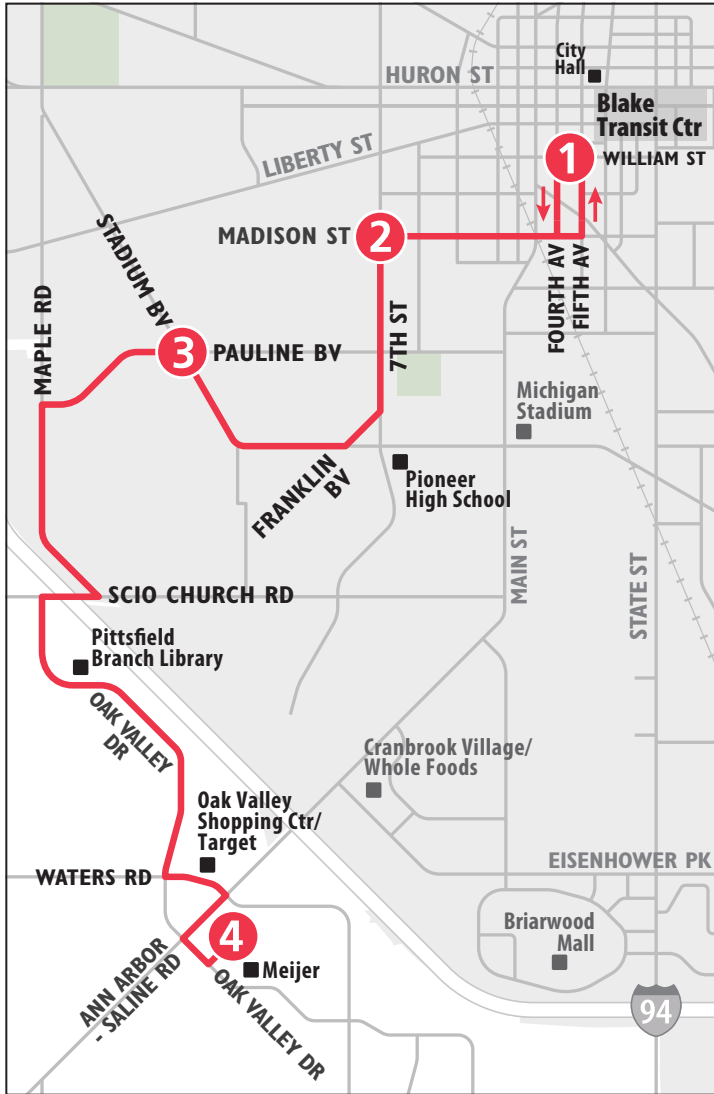 City
Hall
HURON ST
Blake
Transit Ctr
1
WILLIAM ST
LIBERTY ST
STADIUM BV
MADISON ST
2
FOURTH AV
FIFTH AV
MAPLE RD
3
PAULINE BV
7TH ST
Michigan
Stadium
FRANKLIN
BV
Pioneer
High School
MAIN ST
STATE ST
SCIO CHURCH RD
Pittsfield
Branch Library
OAK VALLEY
DR
Cranbrook Village/
Whole Foods
Oak Valley
Shopping Ctr/
Target
WATERS RD
EISENHOWER PK
4
Briarwood
Mall
Meijer
ANN ARBOR
- SALINE RD
OAK VALLEY DR
94